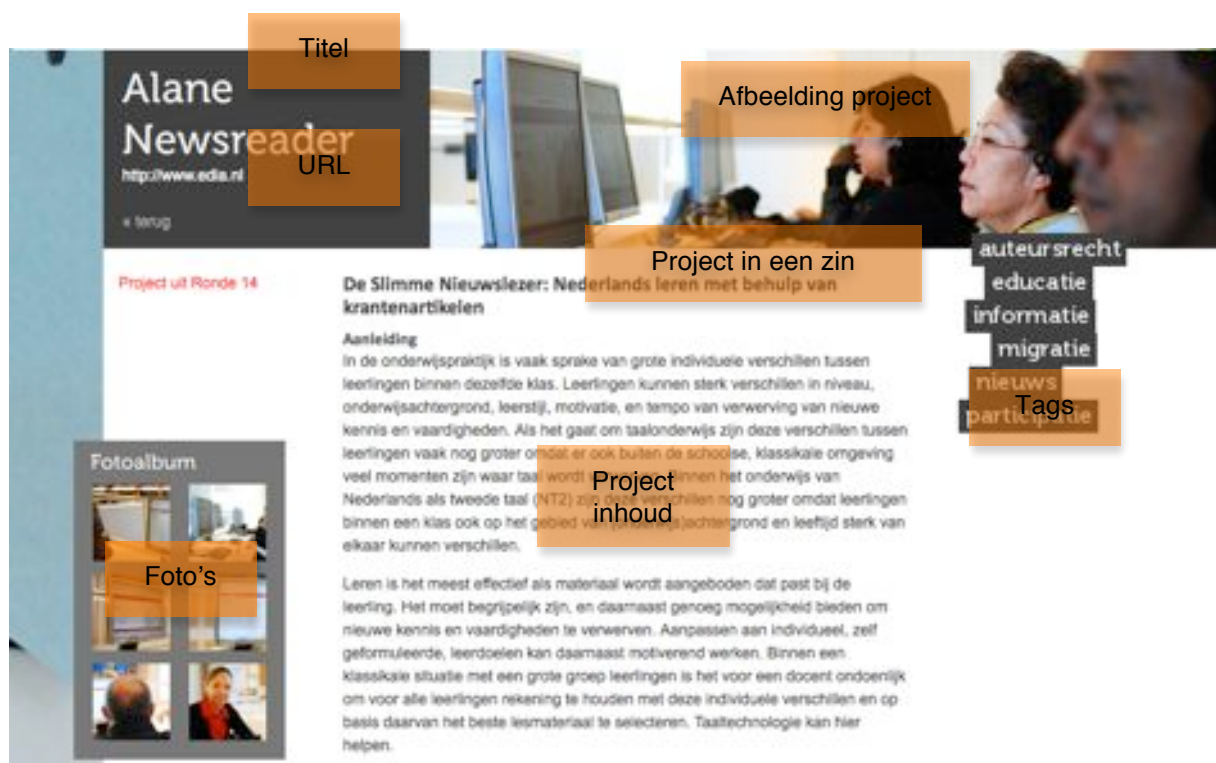 Titel
Alane
Newsreader
URL
http://www.edia.nl
« terug
Afbeelding project
Project in een zin
Project uit Ronde 14
De Slimme Nieuwslezer: Nederlands leren met behulp van
krantenartikelen
Aanleiding
In de onderwijspraktijk is vaak sprake van grote individuele verschillen tussen
leerlingen binnen dezelfde klas. Leerlingen kunnen sterk verschillen in niveau,
onderwijsachtergrond, leerstijl, motivatie, en tempo van verwerving van nieuwe
kennis en vaardigheden. Als het gaat om taalonderwijs zijn deze verschillen tussen
leerlingen vaak nog groter omdat er ook buiten de schoolse, klassikale omgeving
veel momenten zijn waar taal wordt Binnen het onderwijs van
Nederlands als tweede taal (NT2) zijn deze verschillen nog groter omdat leerlingen
binnen een klas ook op het gebied van (onderwijs)achtergrond en leeftijd sterk van
elkaar kunnen verschillen.
Leren is het meest effectief als materiaal wordt aangeboden dat past bij de
leerling. Het moet begrijpelijk zijn, en daarnaast genoeg mogelijkheid bieden om
nieuwe kennis en vaardigheden te verwerven. Aanpassen aan individueel, zelf
geformuleerde, leerdoelen kan daarnaast motiverend werken. Binnen een
klassikale situatie met een grote groep leerlingen is het voor een docent ondoenlijk
om voor alle leerlingen rekening te houden met deze individuele verschillen en op
basis daarvan het beste lesmateriaal te selecteren. Taaltechnologie kan hier
helpen.
Project
inhoud
auteursrecht
educatie
informatie
migratie
nieuws
participatie
Tags
Fotoalbum
Foto's